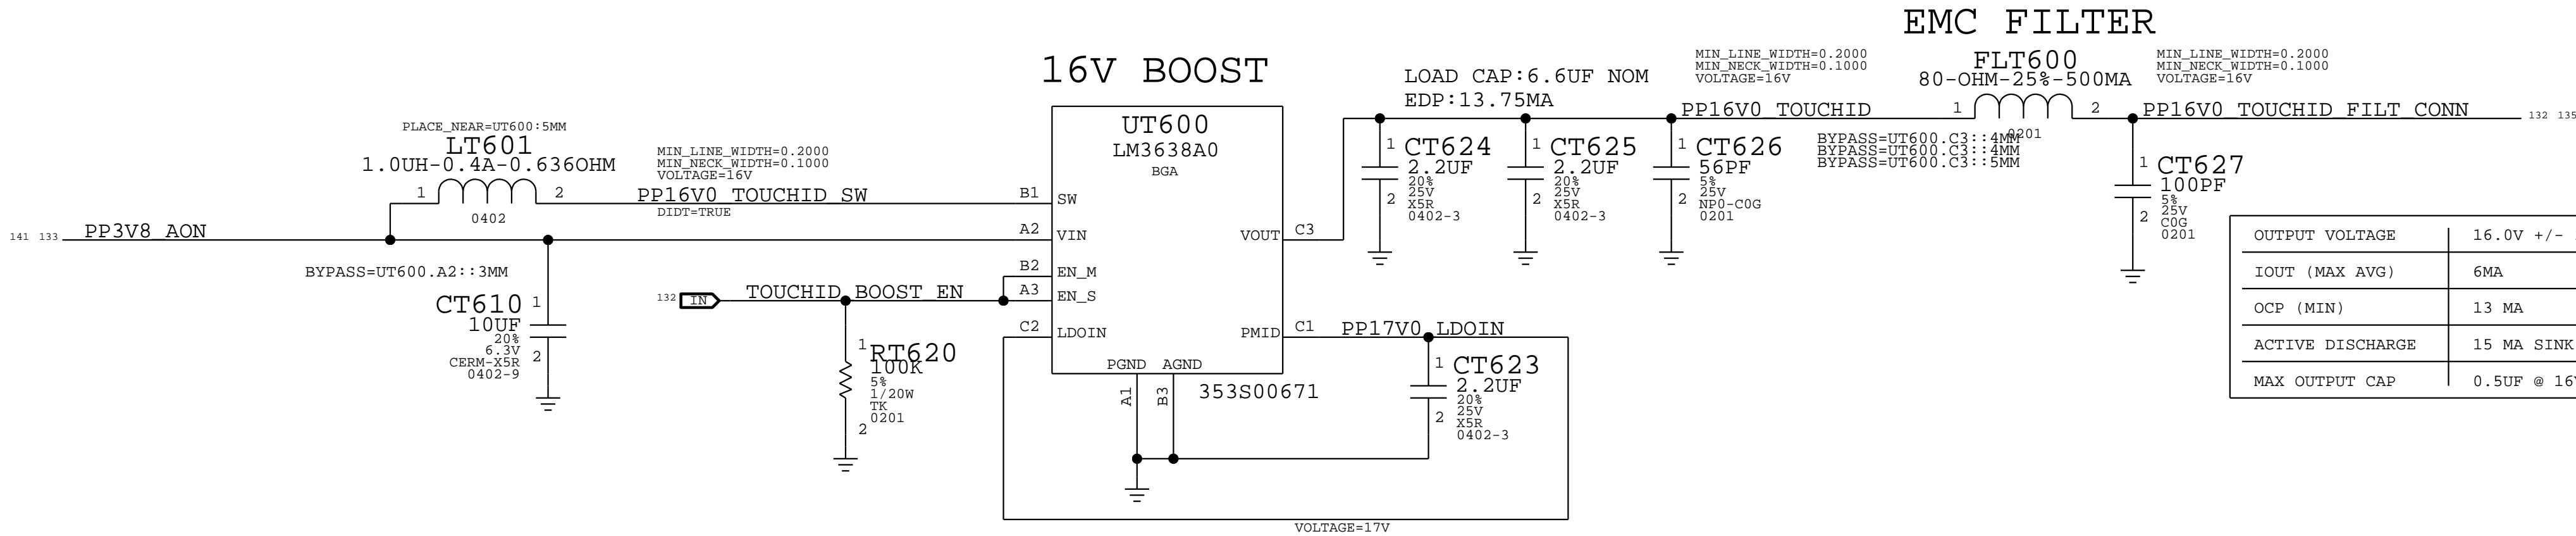 EMC FILTER
16V BOOST
MIN_LINE_WIDTH=0.2000
MIN_NECK_WIDTH=0.1000
VOLTAGE=16V
FLT600
80-OHM-25%-500MA
MIN_LINE_WIDTH=0.2000
MIN_NECK_WIDTH=0.1000
VOLTAGE=16V
LOAD CAP:6.6UF NOM
EDP:13.75MA
PP16V0_TOUCHID
1
2
0201
PP16V0_TOUCHID_FILT_CONN
132 135
PLACE_NEAR=UT600:5MM
LT601
1.0UH-0.4A-0.636OHM
1
2
0402
MIN_LINE_WIDTH=0.2000
MIN_NECK_WIDTH=0.1000
VOLTAGE=16V
PP16V0_TOUCHID_SW
DIDT=TRUE
UT600
LM3638A0
BGA
B1
SW
A2
VIN
B2
EN_M
A3
EN_S
C2
LDOIN
VOUT
C3
PMID
C1
PGND
AGND
A1
B3
353S00671
1
CT624
2.2UF
20%
25V
2
X5R
0402-3
1
CT625
2.2UF
20%
25V
2
X5R
0402-3
1
CT626
56PF
5%
25V
2
NP0-C0G
0201
BYPASS=UT600.C3::4MM
BYPASS=UT600.C3::4MM
BYPASS=UT600.C3::5MM
1
CT627
100PF
5%
25V
2
C0G
0201
141 133
PP3V8_AON
BYPASS=UT600.A2::3MM
CT610
1
10UF
20%
6.3V
2
CERM-X5R
0402-9
132
IN
TOUCHID_BOOST_EN
1
RT620
100K
5%
1/20W
TK
0201
2
PP17V0_LDOIN
1
CT623
2.2UF
20%
25V
2
X5R
0402-3
VOLTAGE=17V
OUTPUT VOLTAGE
16.0V +/-
IOUT (MAX AVG)
6MA
OCP (MIN)
13 MA
ACTIVE DISCHARGE
15 MA SINK
MAX OUTPUT CAP
0.5UF @